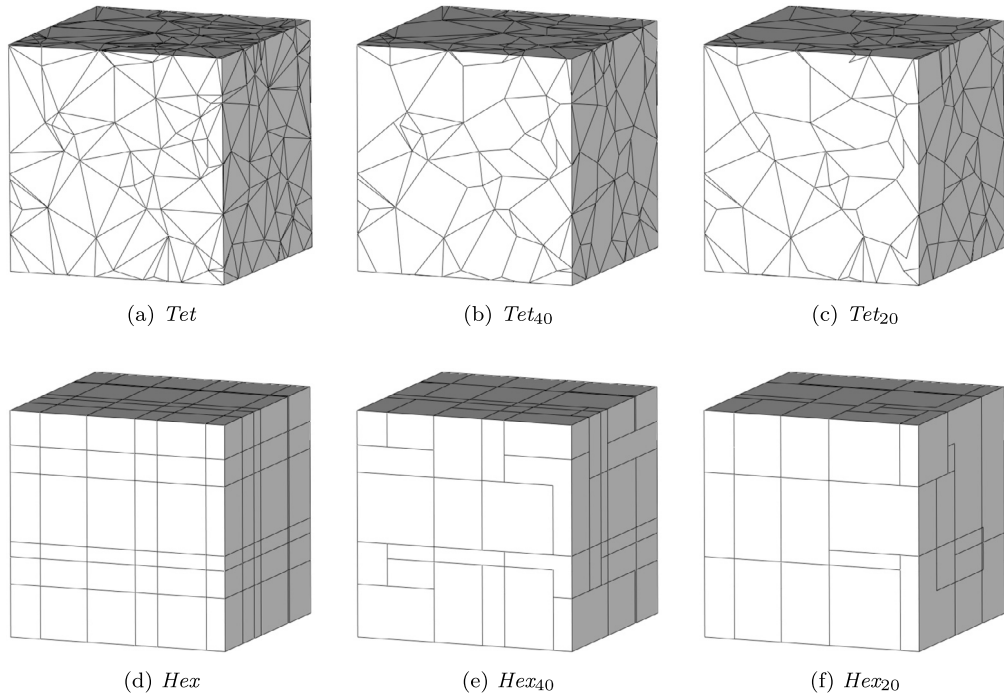 (a) Tet
(b) Tet₄₀
(c) Tet₂₀
(d) Hex
(e) Hex₄₀
(f) Hex₂₀